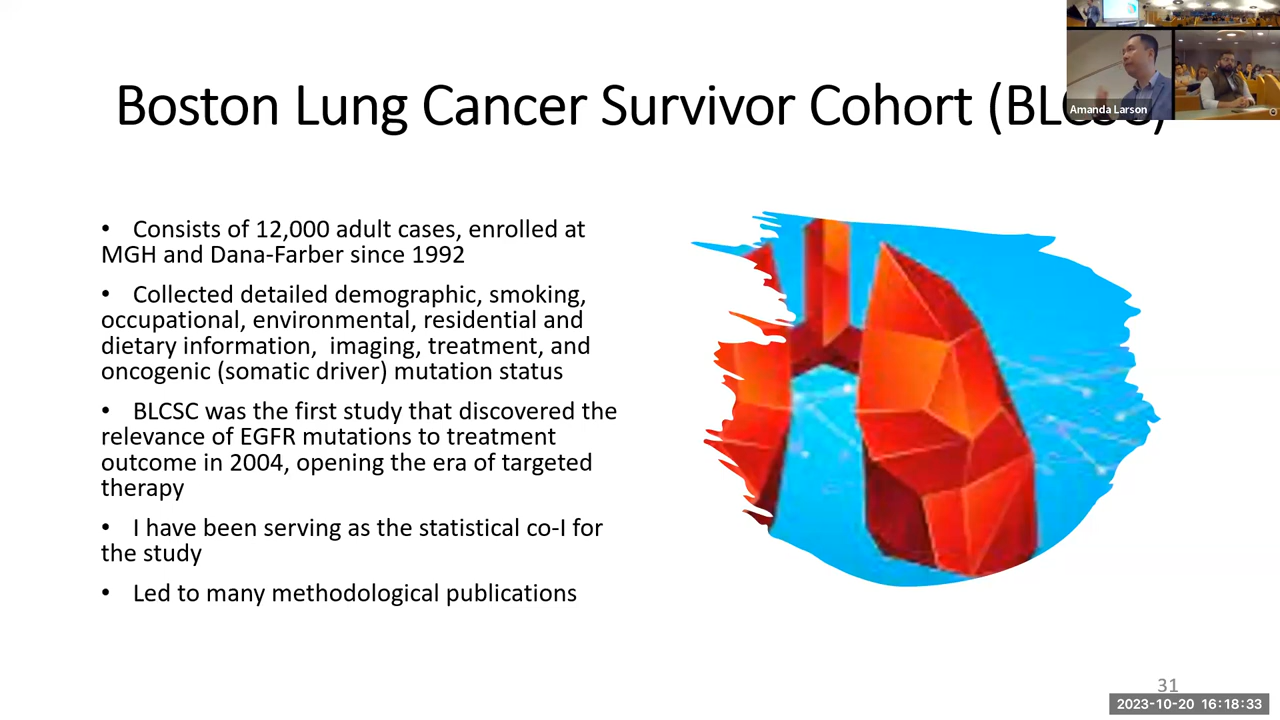 Boston Lung Cancer Survivor Cohort (BLCSC)
Amanda Larson
• Consists of 12,000 adult cases, enrolled at
MGH and Dana-Farber since 1992
• Collected detailed demographic, smoking,
occupational, environmental, residential and
dietary information, imaging, treatment, and
oncogenic (somatic driver) mutation status
• BLCSC was the first study that discovered the
relevance of EGFR mutations to treatment
outcome in 2004, opening the era of targeted
therapy
• I have been serving as the statistical co-I for
the study
• Led to many methodological publications
31
2023-10-20 16:18:33